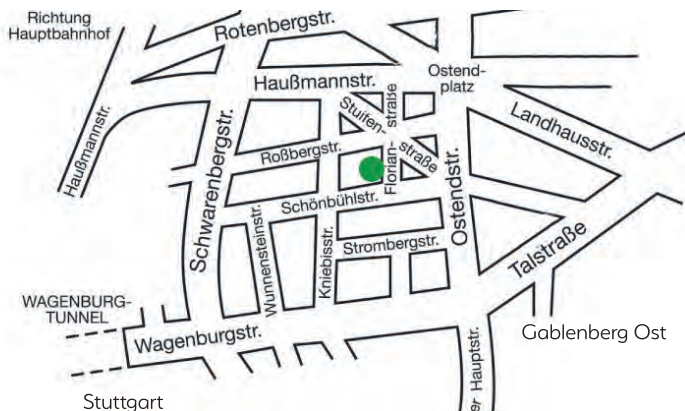 Richtung
Hauptbahnhof
Rotenbergstr.
Haußmannstr.
Ostend-
platz
Haußmannstr.
Stuifen-
straße
Florian-
straße
Landhausstr.
Roßbergstr.
Schwarenbergstr.
Schönbühlstr.
Ostendstr.
Wunnensteinstr.
Kniebisstr.
Strombergstr.
Talstraße
WAGENBURG-
TUNNEL
Wagenburgstr.
Gablenberg Ost
er Hauptstr.
Stuttgart